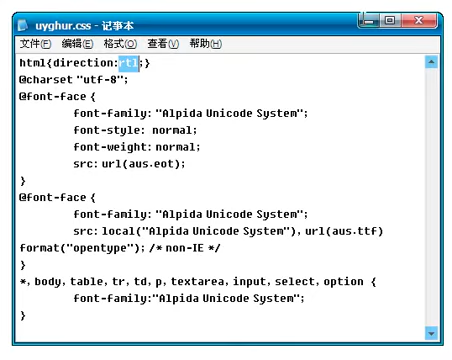 uyghur.css - 记事本
文件(F) 编辑(E) 格式(O) 查看(V) 帮助(H)
html{direction:rtl;}
@charset "utf-8";
@font-face {
font-family: "Alpida Unicode System";
font-style: normal;
font-weight: normal;
src: url(aus.eot);
}
@font-face {
font-family: "Alpida Unicode System";
src: local("Alpida Unicode System"), url(aus.ttf)
format("opentype"); /* non-IE */
}
*, body, table, tr, td, p, textarea, input, select, option {
font-family:"Alpida Unicode System";
}